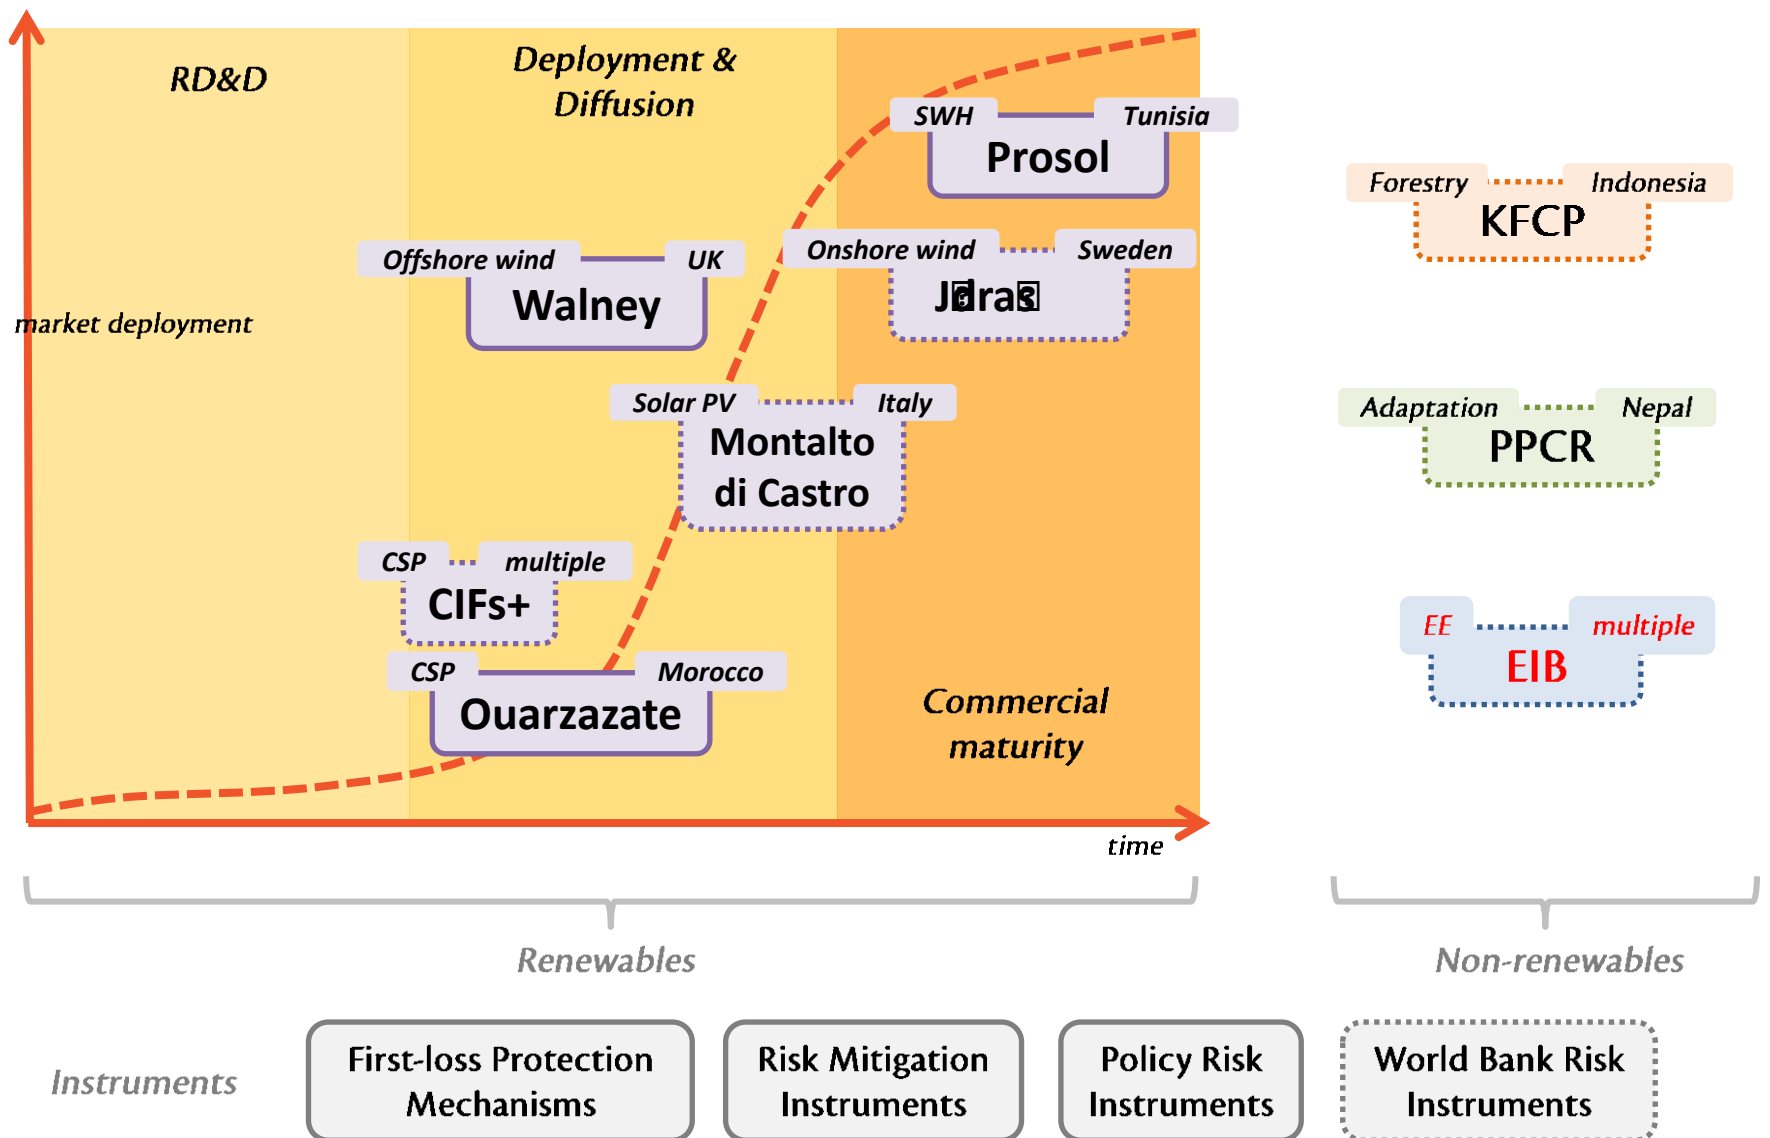 RD&D
Deployment &
Diffusion
SWH
Tunisia
Prosol
Forestry
Indonesia
KFCP
Offshore wind
UK
Walney
Onshore wind
Sweden
market deployment
Solar PV
Italy
Montalto
di Castro
Adaptation
Nepal
PPCR
CSP
multiple
CIFs+
EE
multiple
EIB
CSP
Morocco
Ouarzazate
Commercial
maturity
time
Renewables
Non-renewables
Instruments
First-loss Protection
Mechanisms
Risk Mitigation
Instruments
Policy Risk
Instruments
World Bank Risk
Instruments